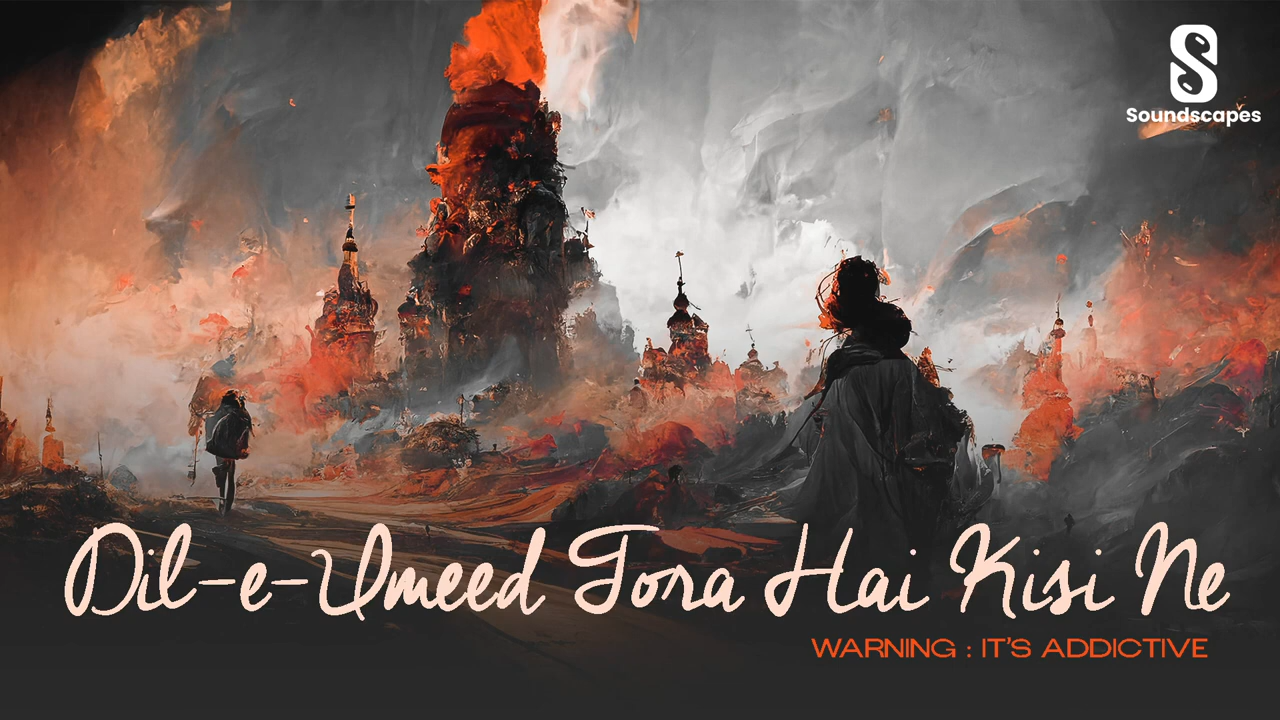 Soundscapes
Dil-e-Umeed Tora Hai Kisi Ne
WARNING : IT'S ADDICTIVE